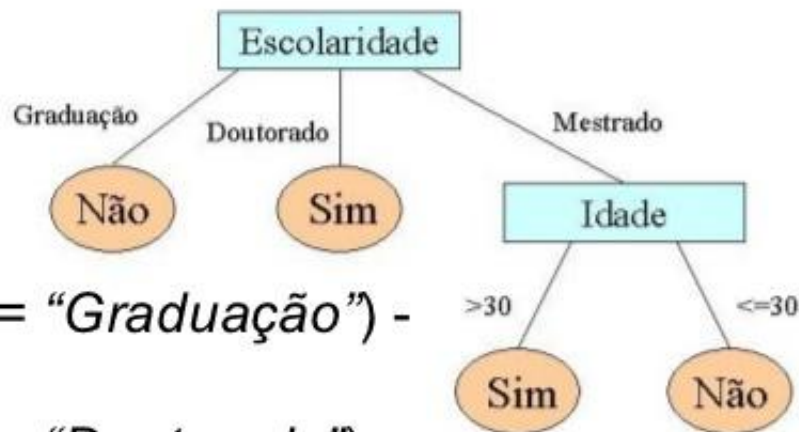 Escolaridade
Graduação
Doutorado
Mestrado
Não
Sim
Idade
= “Graduação”) -
>30
<=30
Sim
Não